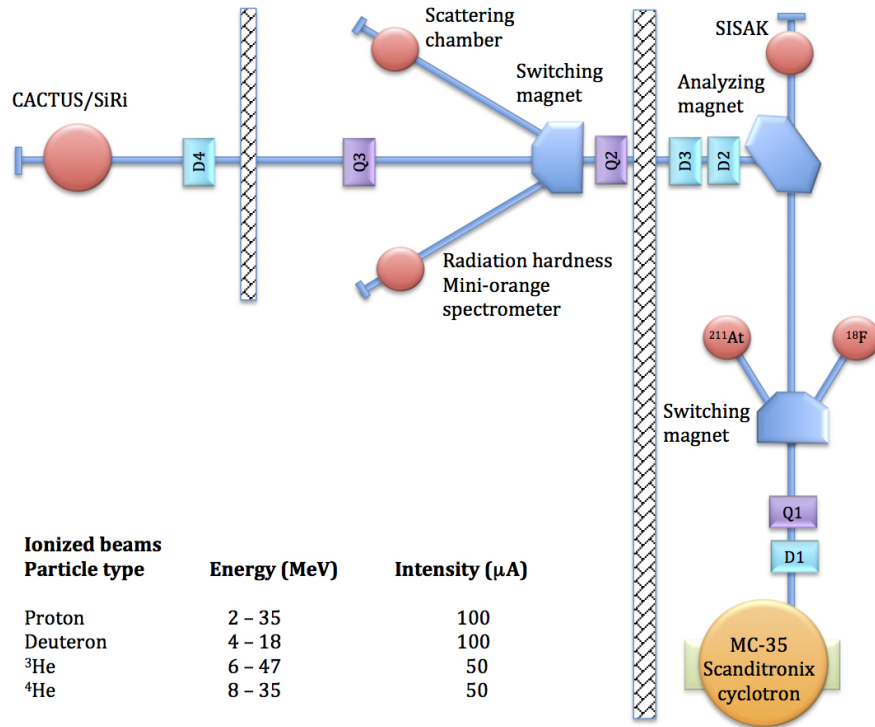 Scattering
chamber
SISAK
Switching
magnet
Analyzing
magnet
CACTUS/SiRi
D4
Q3
Q2
D3
D2
Radiation hardness
Mini-orange
spectrometer
²¹¹At
¹⁸F
Switching
magnet
Q1
D1
MC-35
Scanditronix
cyclotron
Ionized beams
Particle type Energy (MeV) Intensity (μA)
Proton 2 – 35 100
Deuteron 4 – 18 100
³He 6 – 47 50
⁴He 8 – 35 50